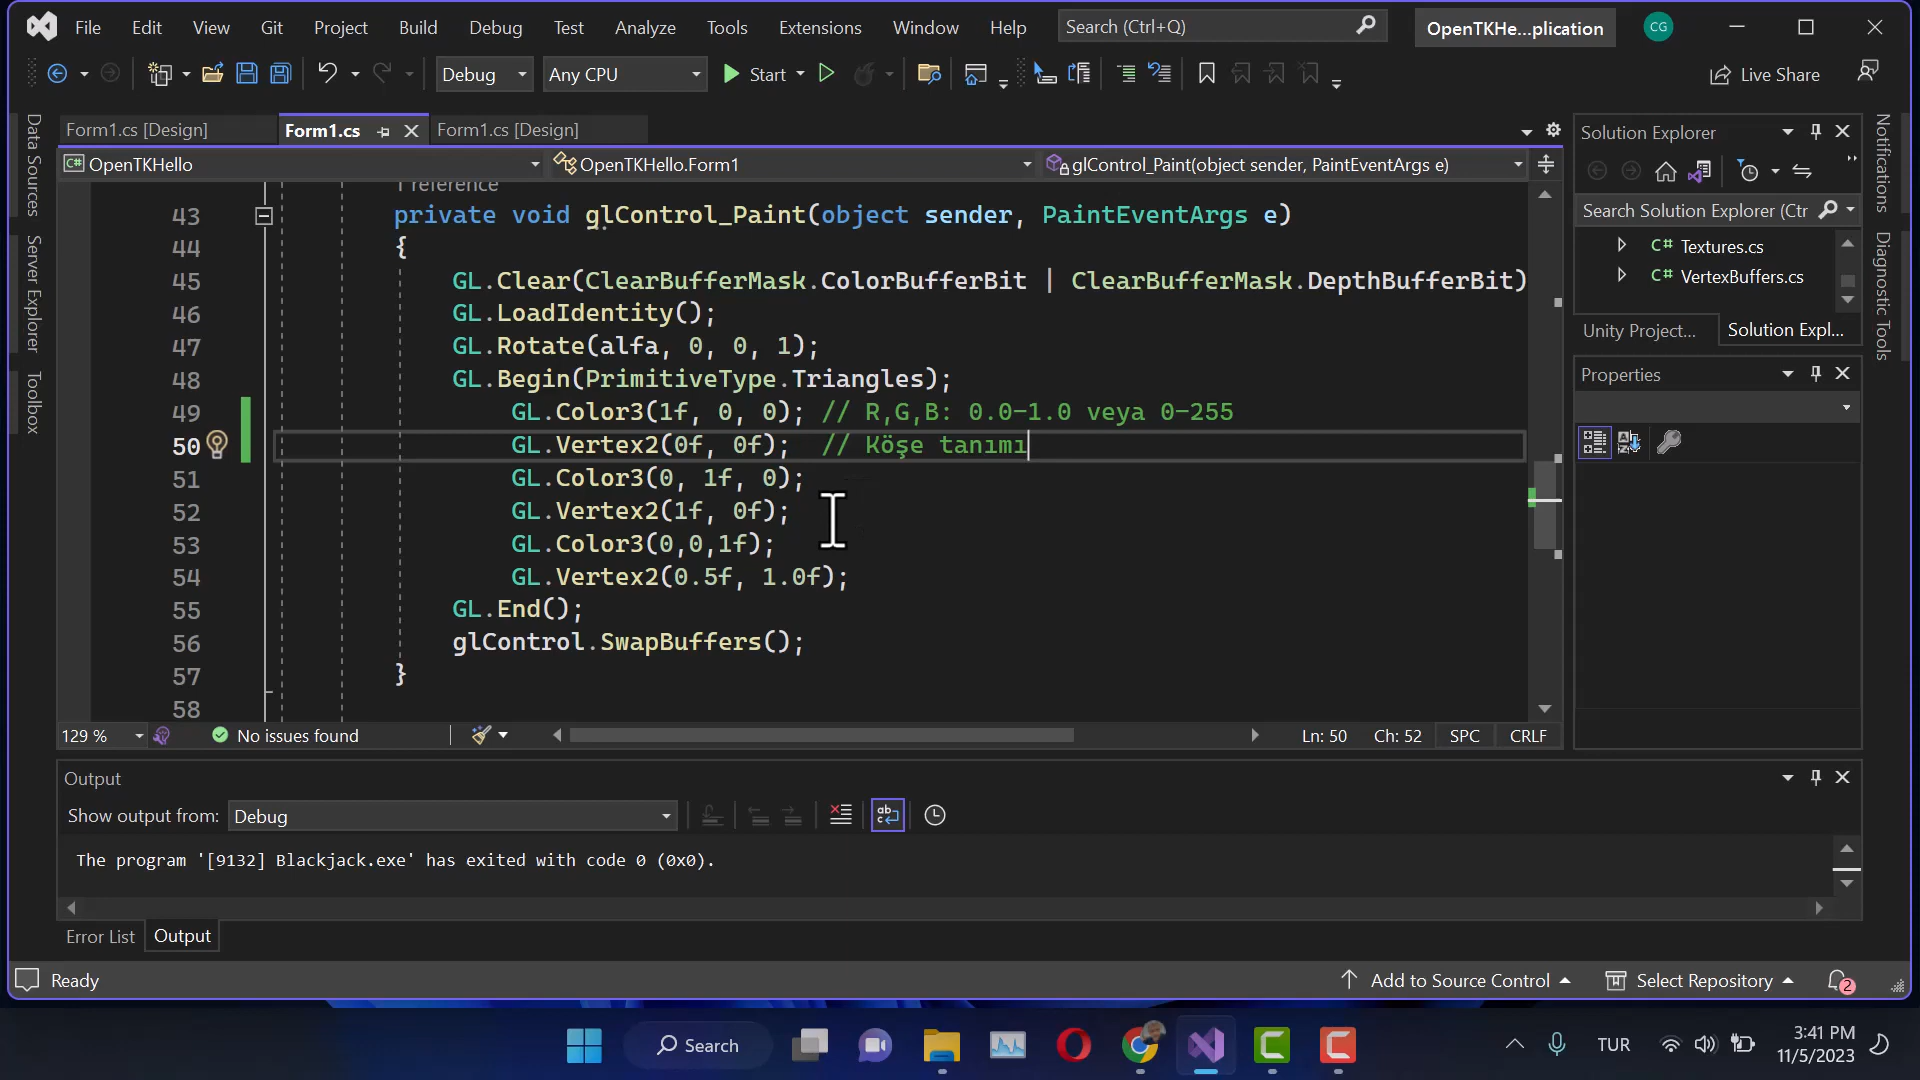 File Edit View Git Project Build Debug Test Analyze Tools Extensions Window Help Search (Ctrl+Q) OpenTKHe...plication CG
Debug Any CPU Start Live Share
Data Sources
Server Explorer
Toolbox
Form1.cs [Design] Form1.cs Form1.cs [Design]
C# OpenTKHello OpenTKHello.Form1 glControl_Paint(object sender, PaintEventArgs e)
1 reference
43 private void glControl_Paint(object sender, PaintEventArgs e)
44 {
45 GL.Clear(ClearBufferMask.ColorBufferBit | ClearBufferMask.DepthBufferBit)
46 GL.LoadIdentity();
47 GL.Rotate(alfa, 0, 0, 1);
48 GL.Begin(PrimitiveType.Triangles);
49 GL.Color3(1f, 0, 0); // R,G,B: 0.0-1.0 veya 0-255
50 GL.Vertex2(0f, 0f); // Köşe tanımı
51 GL.Color3(0, 1f, 0);
52 GL.Vertex2(1f, 0f);
53 GL.Color3(0,0,1f);
54 GL.Vertex2(0.5f, 1.0f);
55 GL.End();
56 glControl.SwapBuffers();
57 }
58
129 % No issues found Ln: 50 Ch: 52 SPC CRLF
Solution Explorer
Search Solution Explorer (Ctr
C# Textures.cs
C# VertexBuffers.cs
Unity Project... Solution Expl...
Properties
Notifications
Diagnostic Tools
Output
Show output from: Debug
The program '[9132] Blackjack.exe' has exited with code 0 (0x0).
Error List Output
Ready Add to Source Control Select Repository 2
Search TUR 3:41 PM
11/5/2023